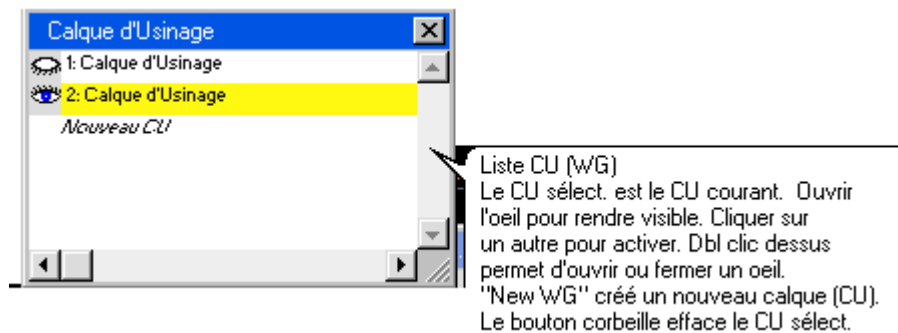 Calque d'Usinage
1: Calque d'Usinage
2: Calque d'Usinage
Nouveau CU
Liste CU (WG)
Le CU sélect. est le CU courant. Ouvrir
l'oeil pour rendre visible. Cliquer sur
un autre pour activer. Dbl clic dessus
permet d'ouvrir ou fermer un oeil.
"New WG" créé un nouveau calque (CU).
Le bouton corbeille efface le CU sélect.